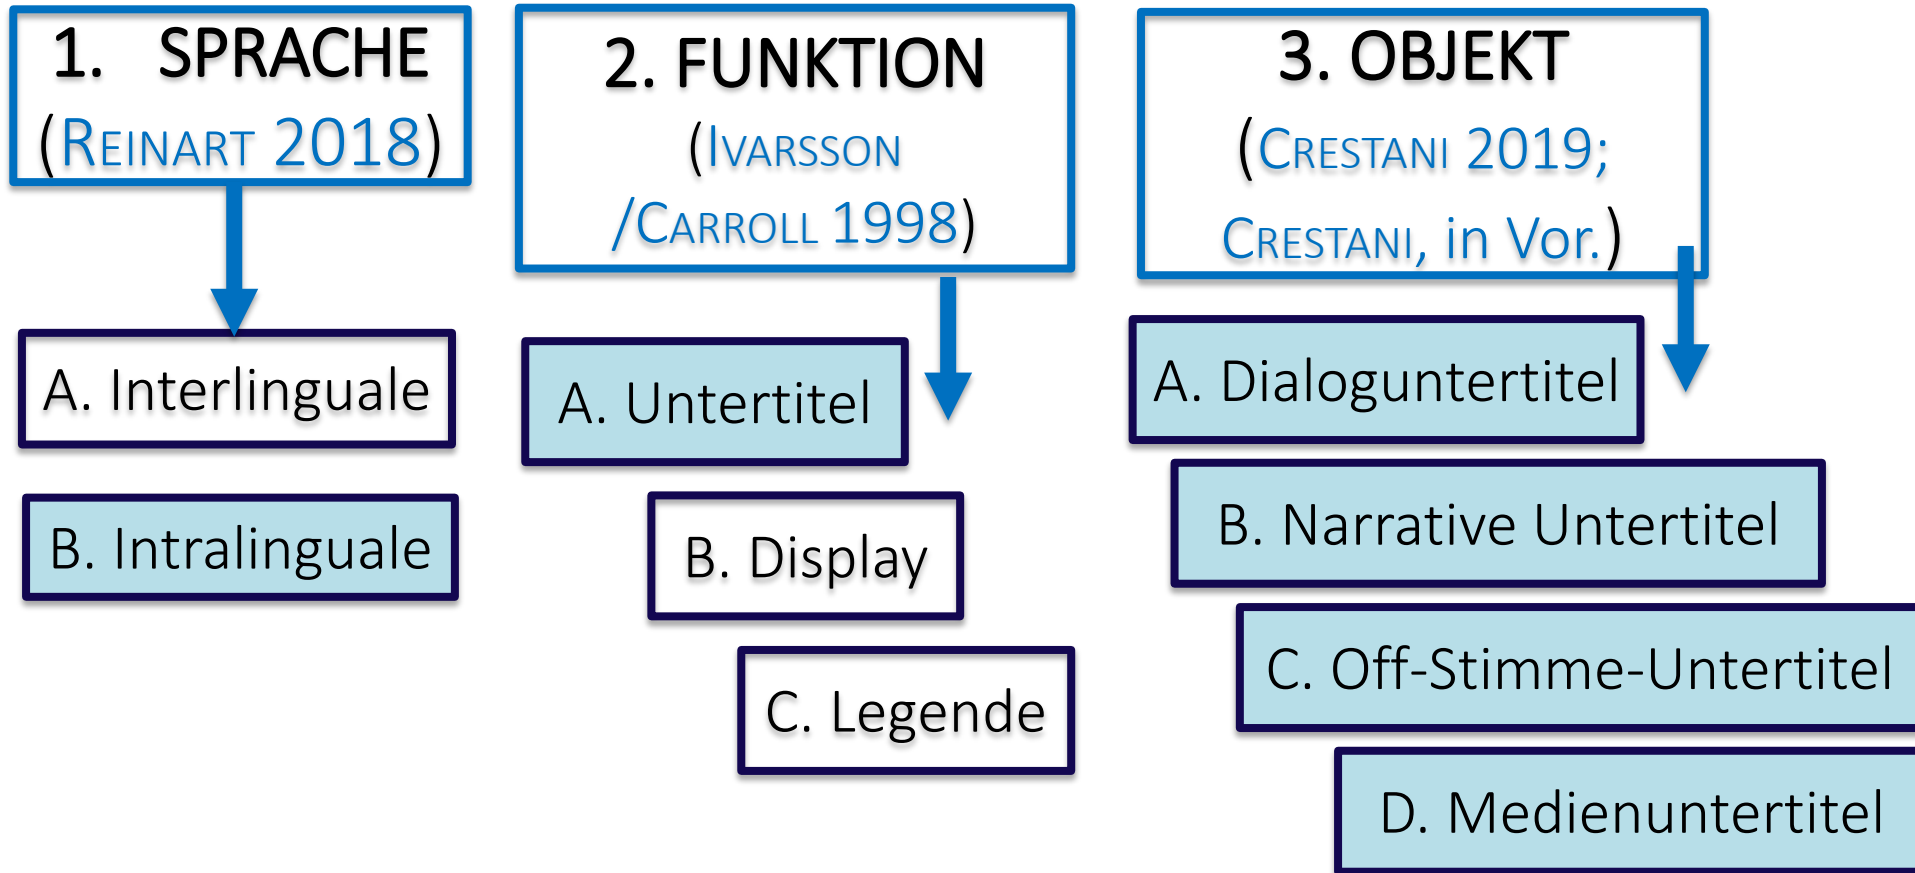 1. SPRACHE
(REINART 2018)
A. Interlinguale
B. Intralinguale
2. FUNKTION
(IVARSSON
/CARROLL 1998)
A. Untertitel
B. Display
C. Legende
3. OBJEKT
(CRESTANI 2019;
CRESTANI, in Vor.)
A. Dialoguntertitel
B. Narrative Untertitel
C. Off-Stimme-Untertitel
D. Medienuntertitel